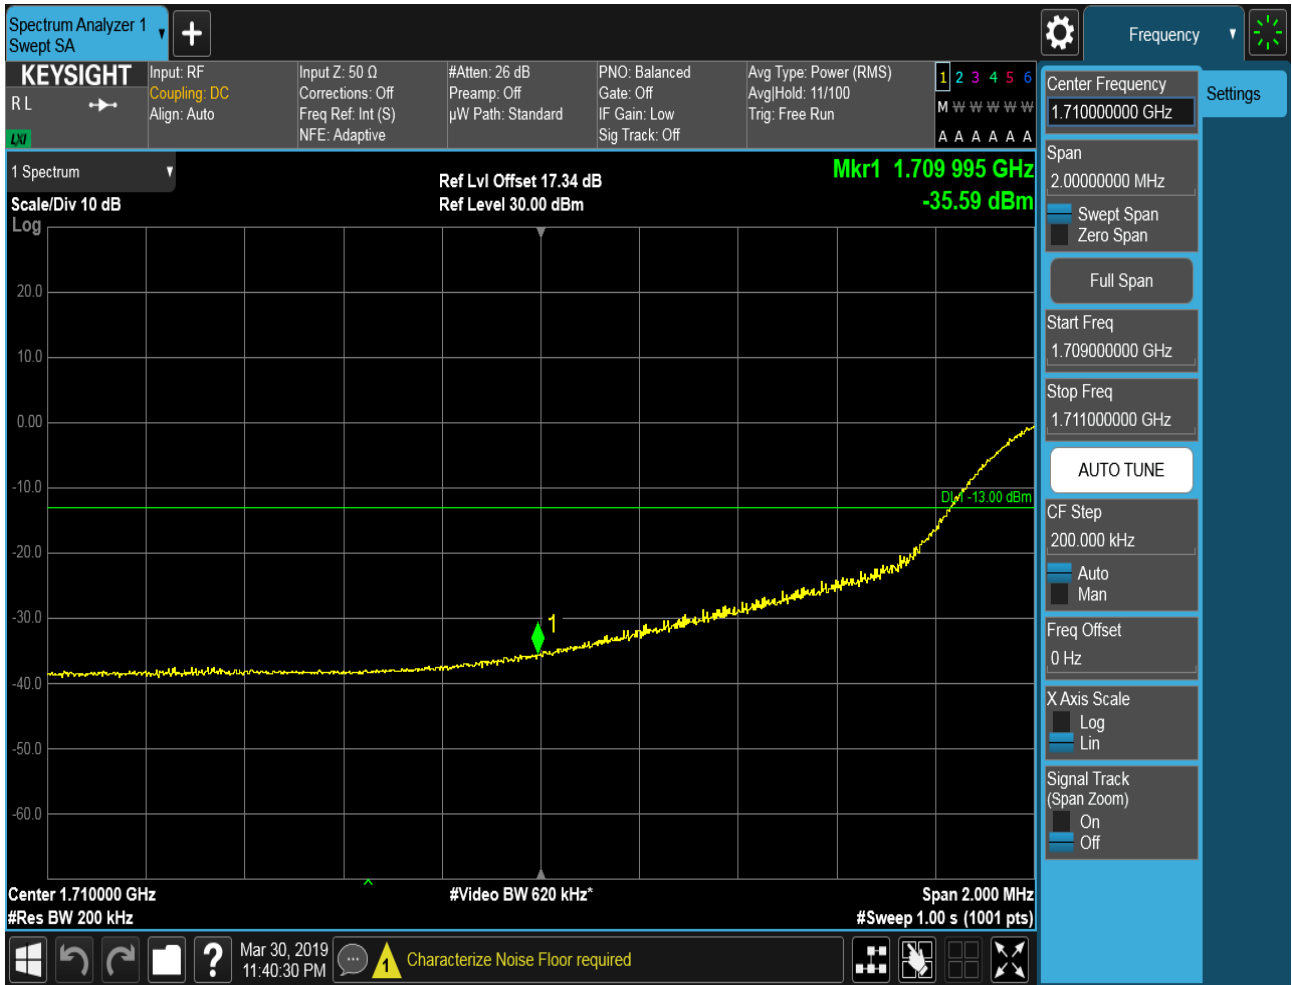 Spectrum Analyzer 1
Swept SA
Frequency
KEYSIGHT
R L
LXI
Input: RF
Coupling: DC
Align: Auto
Input Z: 50 Ω
Corrections: Off
Freq Ref: Int (S)
NFE: Adaptive
#Atten: 26 dB
Preamp: Off
µW Path: Standard
PNO: Balanced
Gate: Off
IF Gain: Low
Sig Track: Off
Avg Type: Power (RMS)
Avg|Hold: 11/100
Trig: Free Run
1 2 3 4 5 6
M W W W W W
A A A A A A
1 Spectrum
Scale/Div 10 dB
Log
Ref Lvl Offset 17.34 dB
Ref Level 30.00 dBm
Mkr1 1.709 995 GHz
-35.59 dBm
20.0
10.0
0.00
-10.0
DL1 -13.00 dBm
-20.0
-30.0
1
-40.0
-50.0
-60.0
Center 1.710000 GHz
#Video BW 620 kHz*
Span 2.000 MHz
#Res BW 200 kHz
#Sweep 1.00 s (1001 pts)
Center Frequency
1.710000000 GHz
Settings
Span
2.00000000 MHz
Swept Span
Zero Span
Full Span
Start Freq
1.709000000 GHz
Stop Freq
1.711000000 GHz
AUTO TUNE
CF Step
200.000 kHz
Auto
Man
Freq Offset
0 Hz
X Axis Scale
Log
Lin
Signal Track
(Span Zoom)
On
Off
?
Mar 30, 2019
11:40:30 PM
1
Characterize Noise Floor required